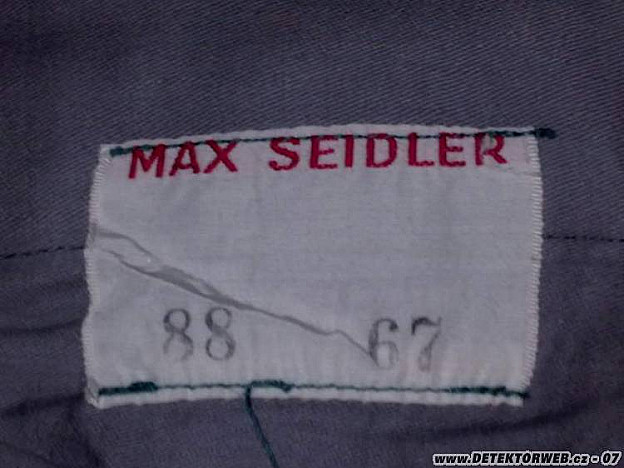 MAX SEIDLER
88 67
www.DETEKTORWEB.cz - 07